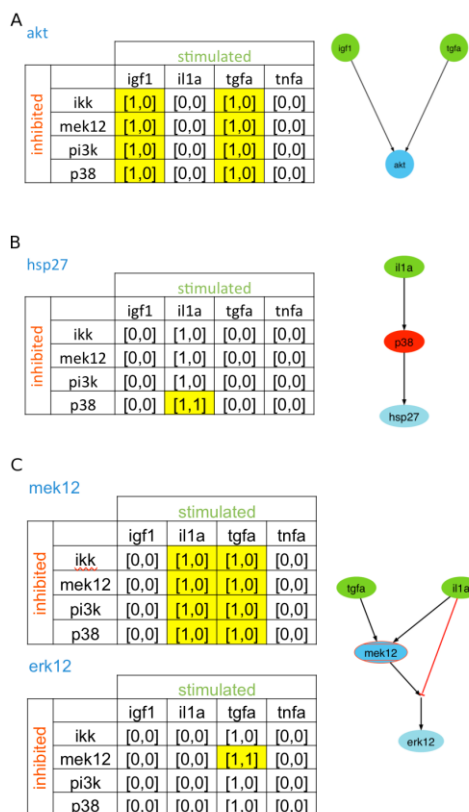 A
akt
stimulated
igf1 il1a tgfa tnfa
inhibited
ikk [1,0] [0,0] [1,0] [0,0]
mek12 [1,0] [0,0] [1,0] [0,0]
pi3k [1,0] [0,0] [1,0] [0,0]
p38 [1,0] [0,0] [1,0] [0,0]
igf1
tgfa
akt
B
hsp27
stimulated
igf1 il1a tgfa tnfa
inhibited
ikk [0,0] [1,0] [0,0] [0,0]
mek12 [0,0] [1,0] [0,0] [0,0]
pi3k [0,0] [1,0] [0,0] [0,0]
p38 [0,0] [1,1] [0,0] [0,0]
il1a
p38
hsp27
C
mek12
stimulated
igf1 il1a tgfa tnfa
inhibited
ikk [0,0] [1,0] [1,0] [0,0]
mek12 [0,0] [1,0] [1,0] [0,0]
pi3k [0,0] [1,0] [1,0] [0,0]
p38 [0,0] [1,0] [1,0] [0,0]
erk12
stimulated
igf1 il1a tgfa tnfa
inhibited
ikk [0,0] [0,0] [1,0] [0,0]
mek12 [0,0] [0,0] [1,1] [0,0]
pi3k [0,0] [0,0] [1,0] [0,0]
p38 [0,0] [0,0] [1,0] [0,0]
tgfa
il1a
mek12
erk12